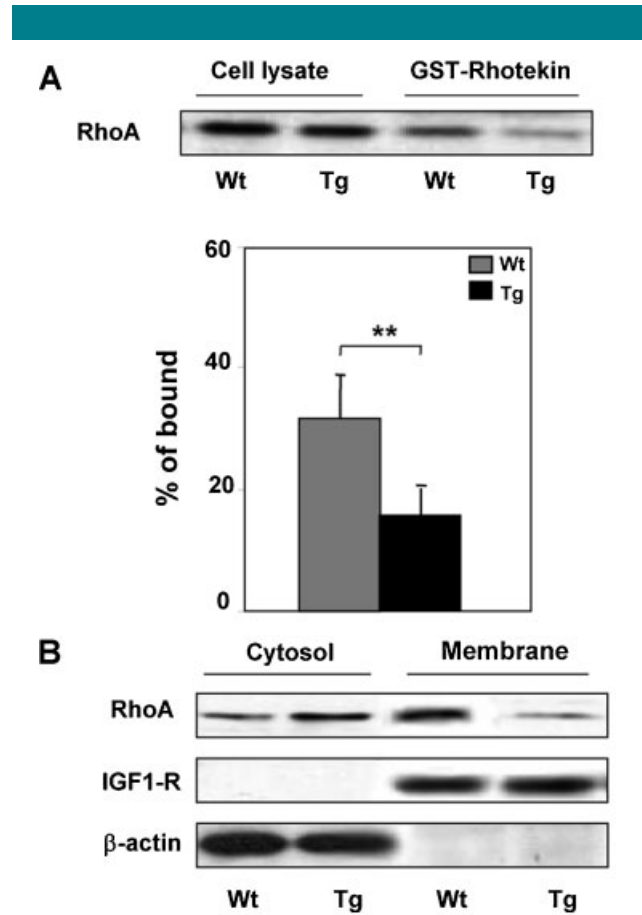 A
Cell lysate GST-Rhotekin
RhoA
Wt Tg Wt Tg
60
Wt
Tg
**
40
% of bound
20
0
B
Cytosol Membrane
RhoA
IGF1-R
β-actin
Wt Tg Wt Tg